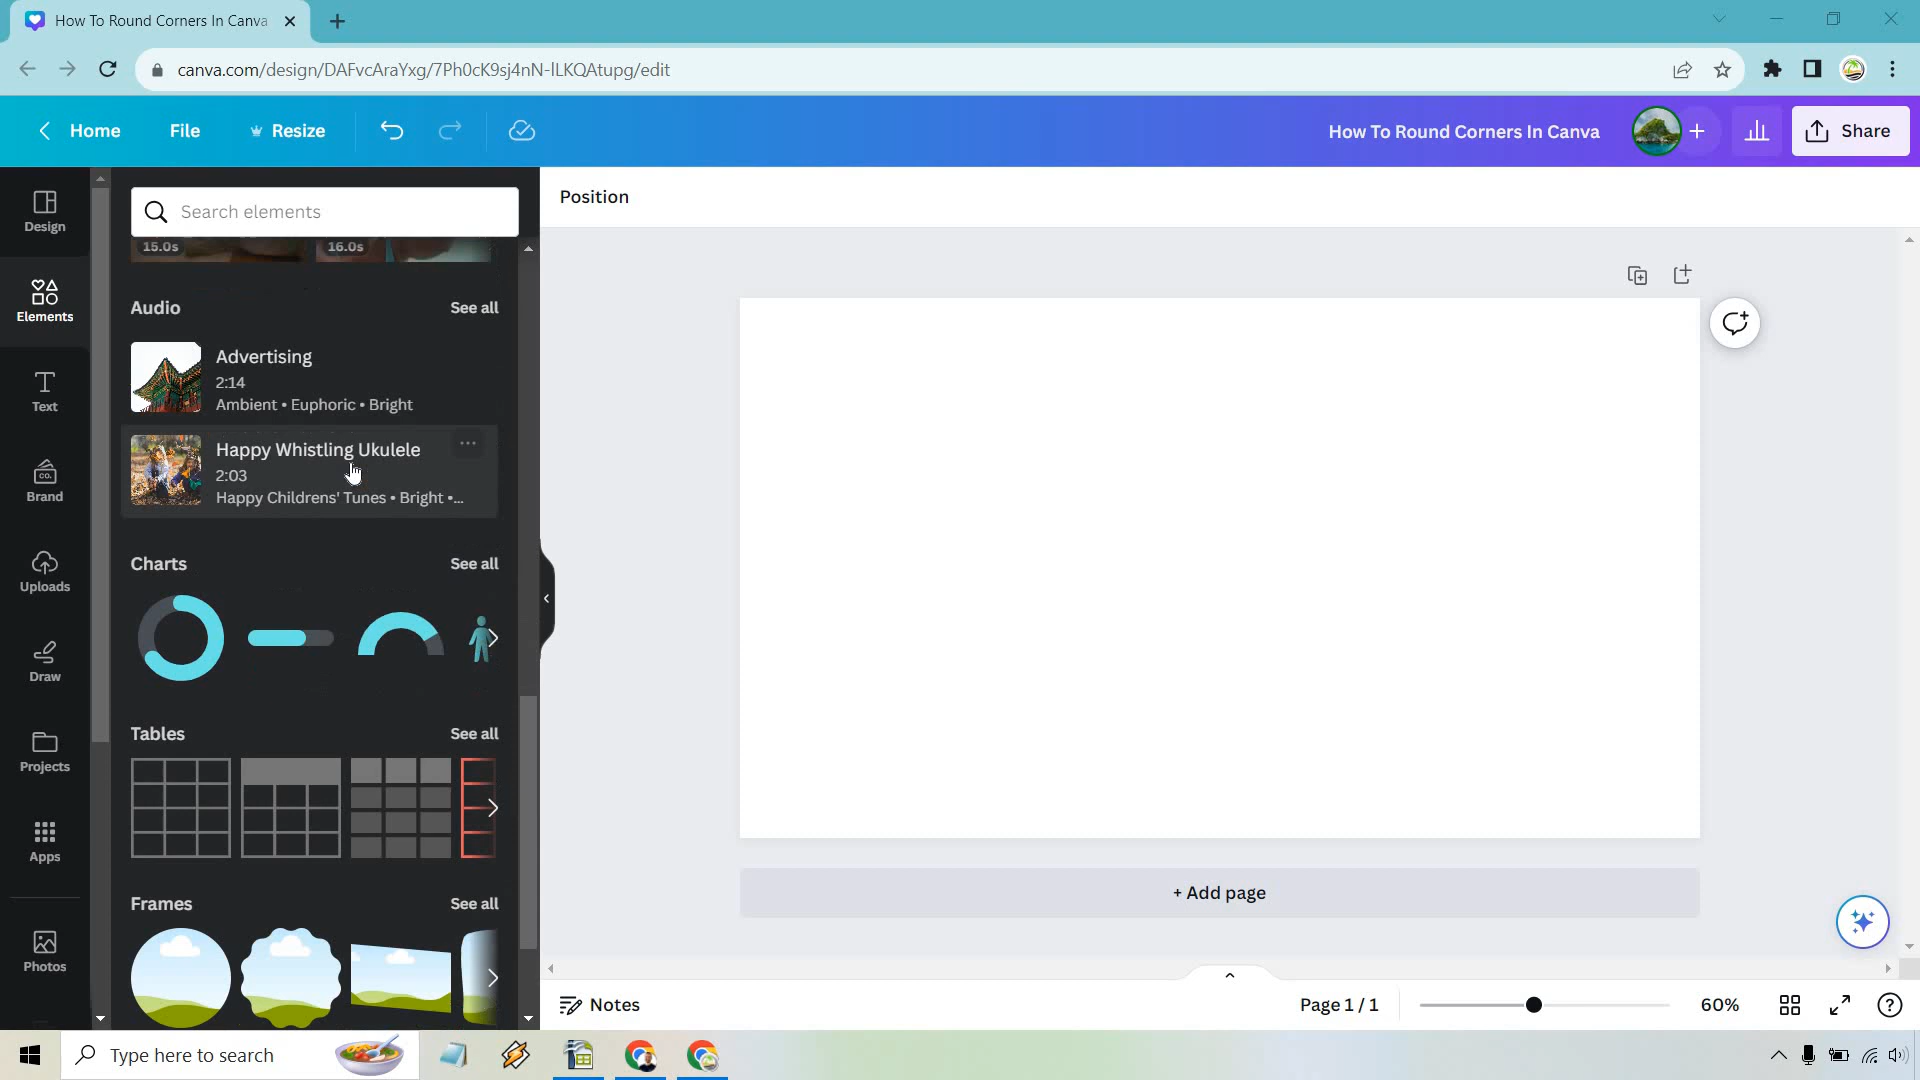 How To Round Corners In Canva
canva.com/design/DAFvcAraYxg/7Ph0cK9sj4nN-lLKQAtupg/edit
Home
File
Resize
How To Round Corners In Canva
Share
Design
Elements
Text
Brand
CO.
Uploads
Draw
Projects
Apps
Photos
Search elements
15.0s
16.0s
Audio
See all
Advertising
2:14
Ambient • Euphoric • Bright
Happy Whistling Ukulele
2:03
Happy Childrens' Tunes • Bright •...
Charts
See all
Tables
See all
Frames
See all
Position
+ Add page
Notes
Page 1 / 1
60%
Type here to search